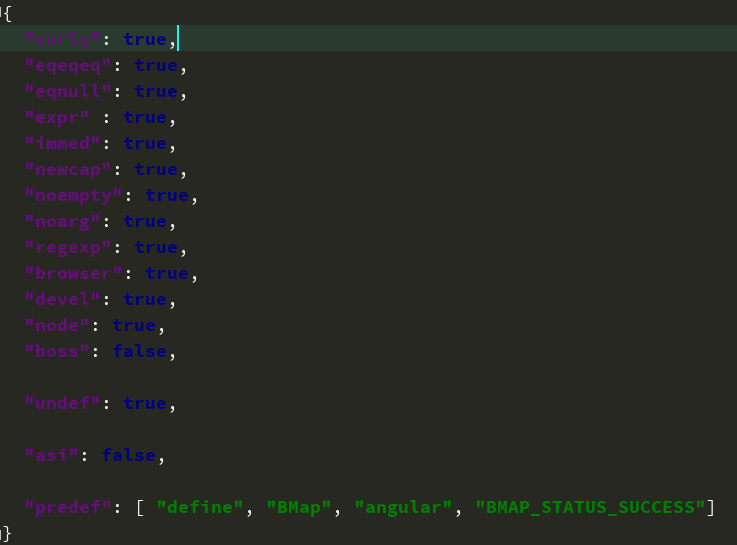 {
"curly": true,
"eqeqeq": true,
"eqnull": true,
"expr" : true,
"immed": true,
"newcap": true,
"noempty": true,
"noarg": true,
"regexp": true,
"browser": true,
"devel": true,
"node": true,
"boss": false,
"undef": true,
"asi": false,
"predef": [ "define", "BMap", "angular", "BMAP_STATUS_SUCCESS"]
}